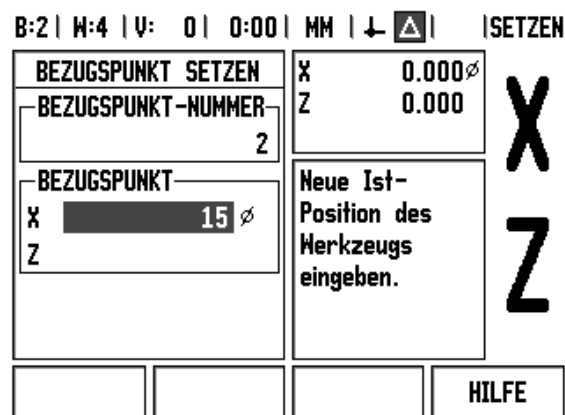 B:2| W:4 |V: 0| 0:00| MM | Δ| |SETZEN
BEZUGSPUNKT SETZEN
BEZUGSPUNKT-NUMMER
2
BEZUGSPUNKT
X 15 ∅
Z
X 0.000∅
Z 0.000
Neue Ist-
Position des
Werkzeugs
eingeben.
X
Z
HILFE